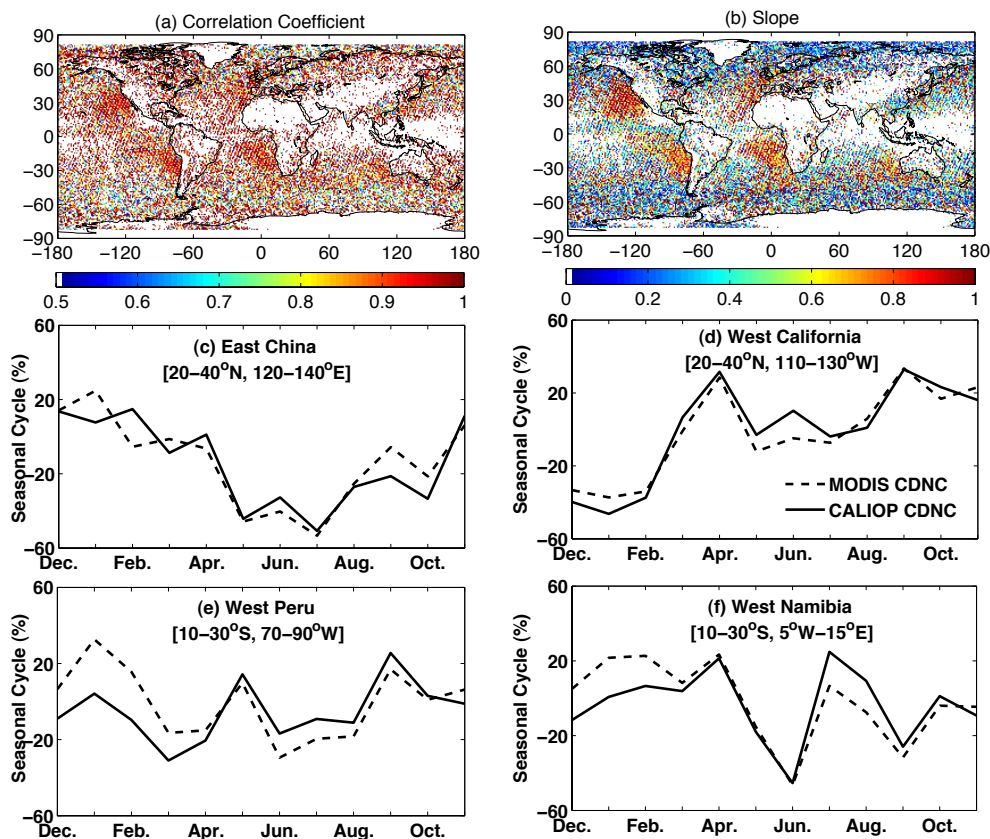 (a) Correlation Coefficient
90
60
30
0
−30
−60
−90
−180 −120 −60 0 60 120 180
0.5 0.6 0.7 0.8 0.9 1
(b) Slope
90
60
30
0
−30
−60
−90
−180 −120 −60 0 60 120 180
0 0.2 0.4 0.6 0.8 1
Seasonal Cycle (%)
60
20
−20
−60
(c) East China
[20−40°N, 120−140°E]
Dec. Feb. Apr. Jun. Aug. Oct.
Seasonal Cycle (%)
60
20
−20
−60
(d) West California
[20−40°N, 110−130°W]
MODIS CDNC
CALIOP CDNC
Dec. Feb. Apr. Jun. Aug. Oct.
Seasonal Cycle (%)
60
20
−20
−60
(e) West Peru
[10−30°S, 70−90°W]
Dec. Feb. Apr. Jun. Aug. Oct.
Seasonal Cycle (%)
60
20
−20
−60
(f) West Namibia
[10−30°S, 5°W−15°E]
Dec. Feb. Apr. Jun. Aug. Oct.